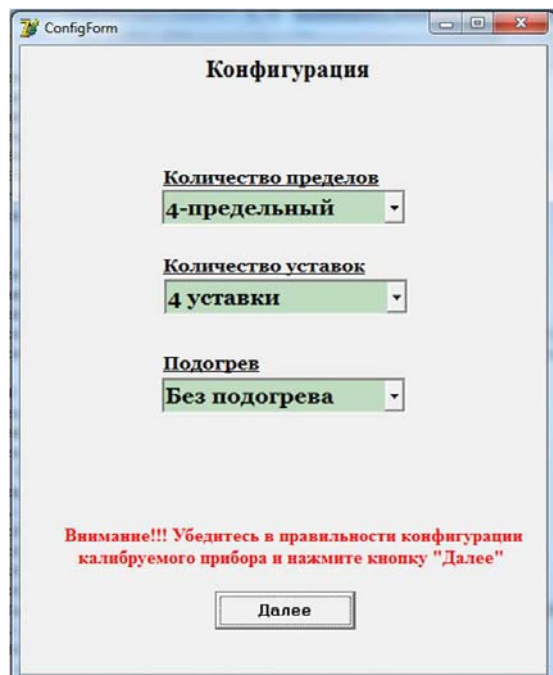 ConfigForm
Конфигурация
Количество пределов
4-предельный
Количество уставок
4 уставки
Подогрев
Без подогрева
Внимание!!! Убедитесь в правильности конфигурации
калибруемого прибора и нажмите кнопку "Далее"
Далее